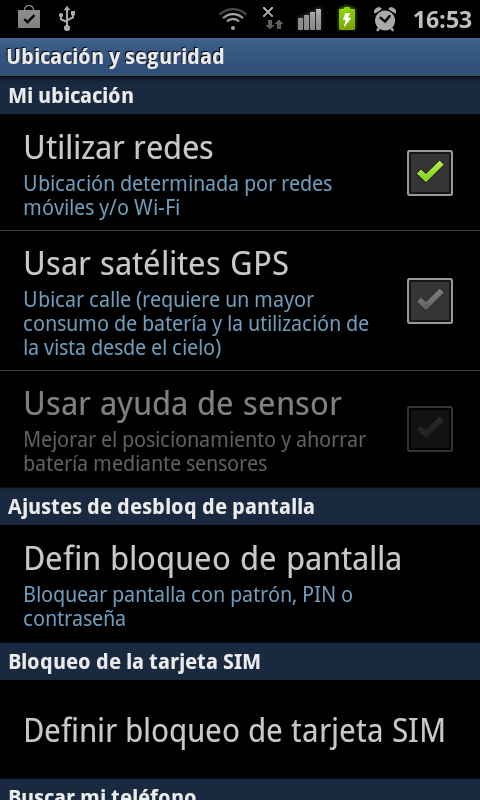 16:53
Ubicación y seguridad
Mi ubicación
Utilizar redes
Ubicación determinada por redes
móviles y/o Wi-Fi
Usar satélites GPS
Ubicar calle (requiere un mayor
consumo de batería y la utilización de
la vista desde el cielo)
Usar ayuda de sensor
Mejorar el posicionamiento y ahorrar
batería mediante sensores
Ajustes de desbloq de pantalla
Defin bloqueo de pantalla
Bloquear pantalla con patrón, PIN o
contraseña
Bloqueo de la tarjeta SIM
Definir bloqueo de tarjeta SIM
Buscar mi teléfono